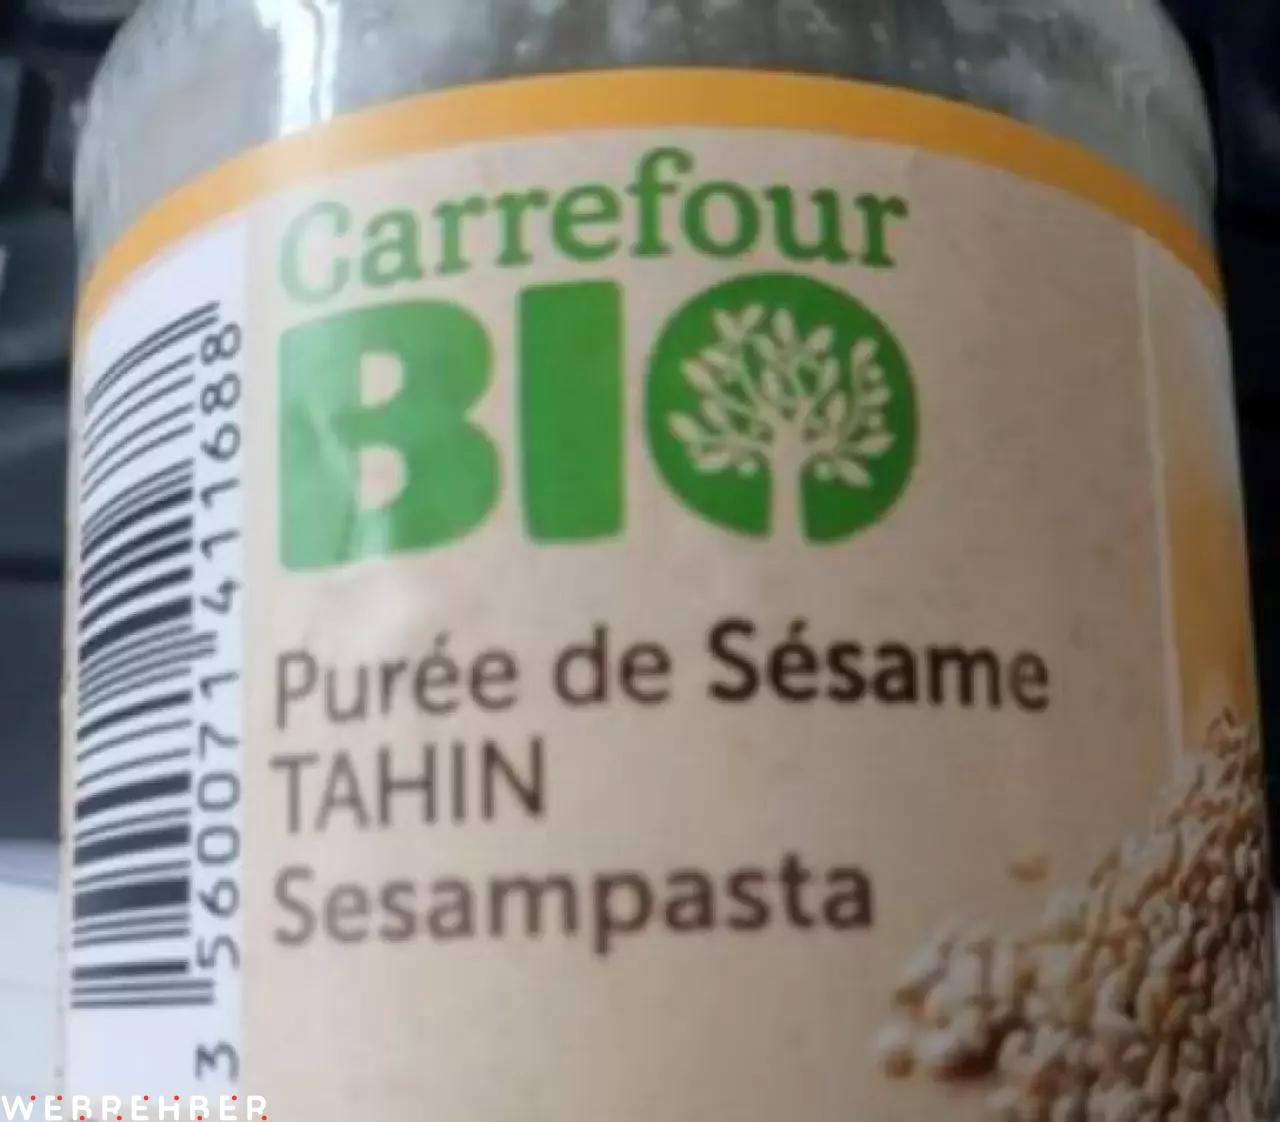 Carrefour
BIO
Purée de Sésame
TAHIN
Sesampasta
3 560071 411688
WEBREHBER